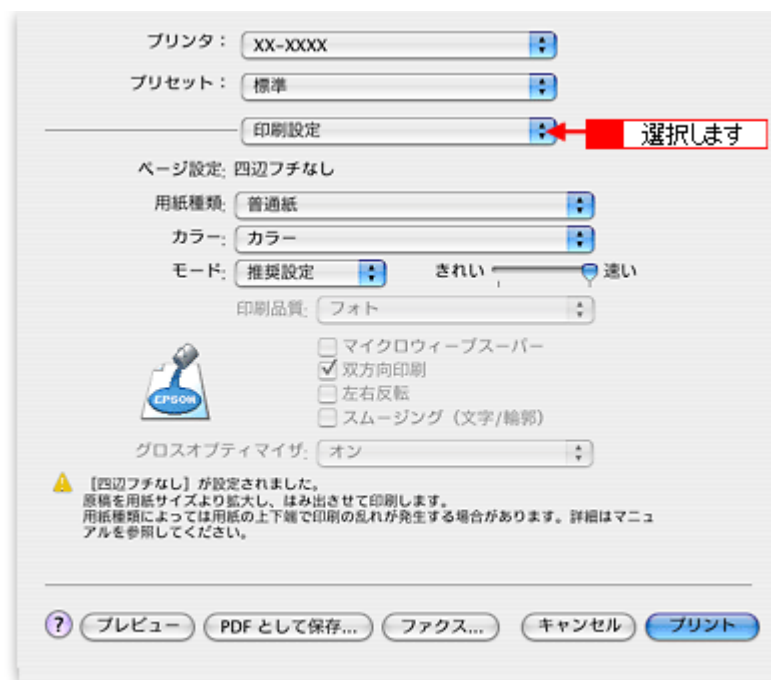 プリンタ： XX-XXXX
プリセット： 標準
印刷設定 選択します
ページ設定: 四辺フチなし
用紙種類: 普通紙
カラー: カラー
モード: 推奨設定 きれい 速い
印刷品質: フォト
マイクロウィーブスーパー
双方向印刷
左右反転
スムージング（文字/輪郭）
EPSON
グロスオプティマイザ: オン
［四辺フチなし］が設定されました。
原稿を用紙サイズより拡大し、はみ出させて印刷します。
用紙種類によっては用紙の上下端で印刷の乱れが発生する場合があります。詳細はマニュ
アルを参照してください。
? プレビュー PDF として保存... ファクス... キャンセル プリント